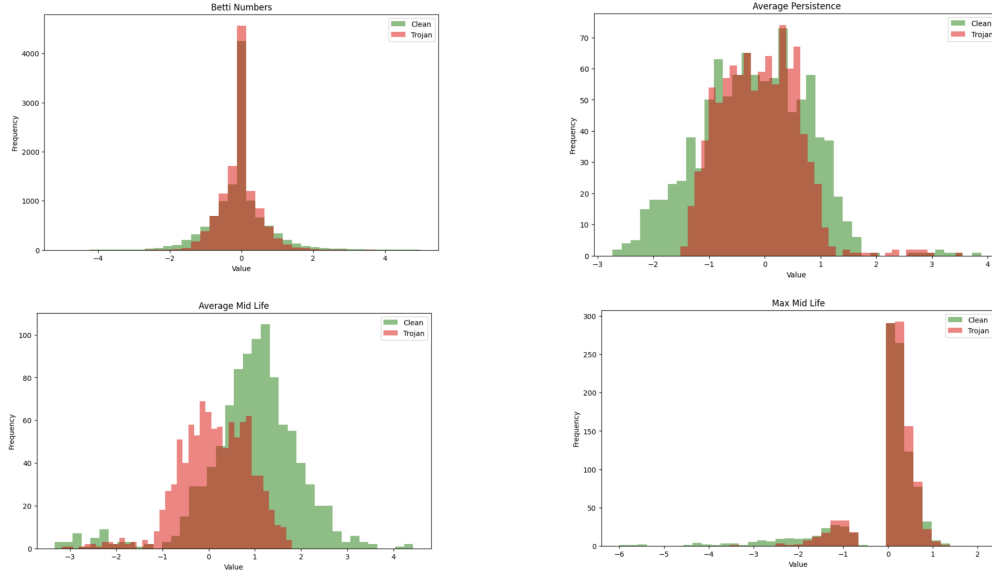 Betti Numbers
Clean
Trojan
4000
3000
2000
1000
0
Frequency
-4
-2
0
2
4
Value
Average Persistence
Clean
Trojan
70
60
50
40
30
20
10
0
Frequency
-3
-2
-1
0
1
2
3
4
Value
Average Mid Life
Clean
Trojan
100
80
60
40
20
0
Frequency
-3
-2
-1
0
1
2
3
4
Value
Max Mid Life
Clean
Trojan
300
250
200
150
100
50
0
Frequency
-6
-5
-4
-3
-2
-1
0
1
2
Value